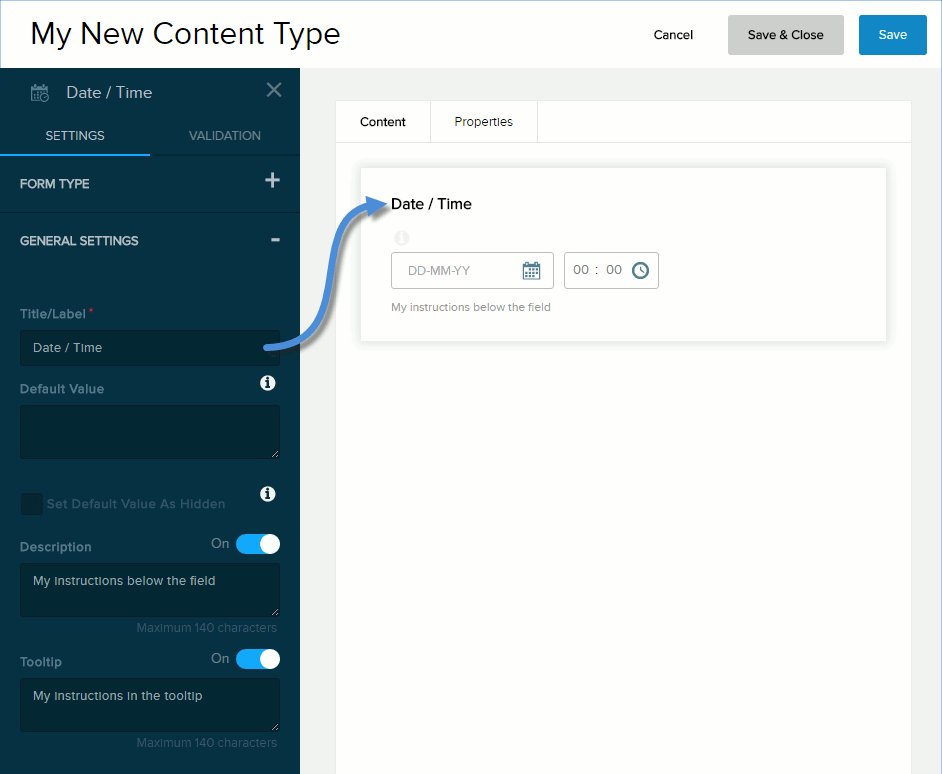 My New Content Type
Cancel
Save & Close
Save
Date / Time
SETTINGS
VALIDATION
FORM TYPE
GENERAL SETTINGS
Title/Label *
Date / Time
Default Value
Set Default Value As Hidden
Description
On
My instructions below the field
Maximum 140 characters
Tooltip
On
My instructions in the tooltip
Maximum 140 characters
Content
Properties
Date / Time
DD-MM-YY
00 : 00
My instructions below the field